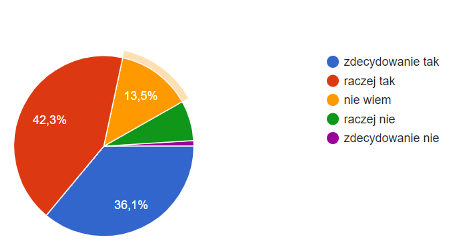 13,5%
42,3%
36,1%
zdecydowanie tak
raczej tak
nie wiem
raczej nie
zdecydowanie nie